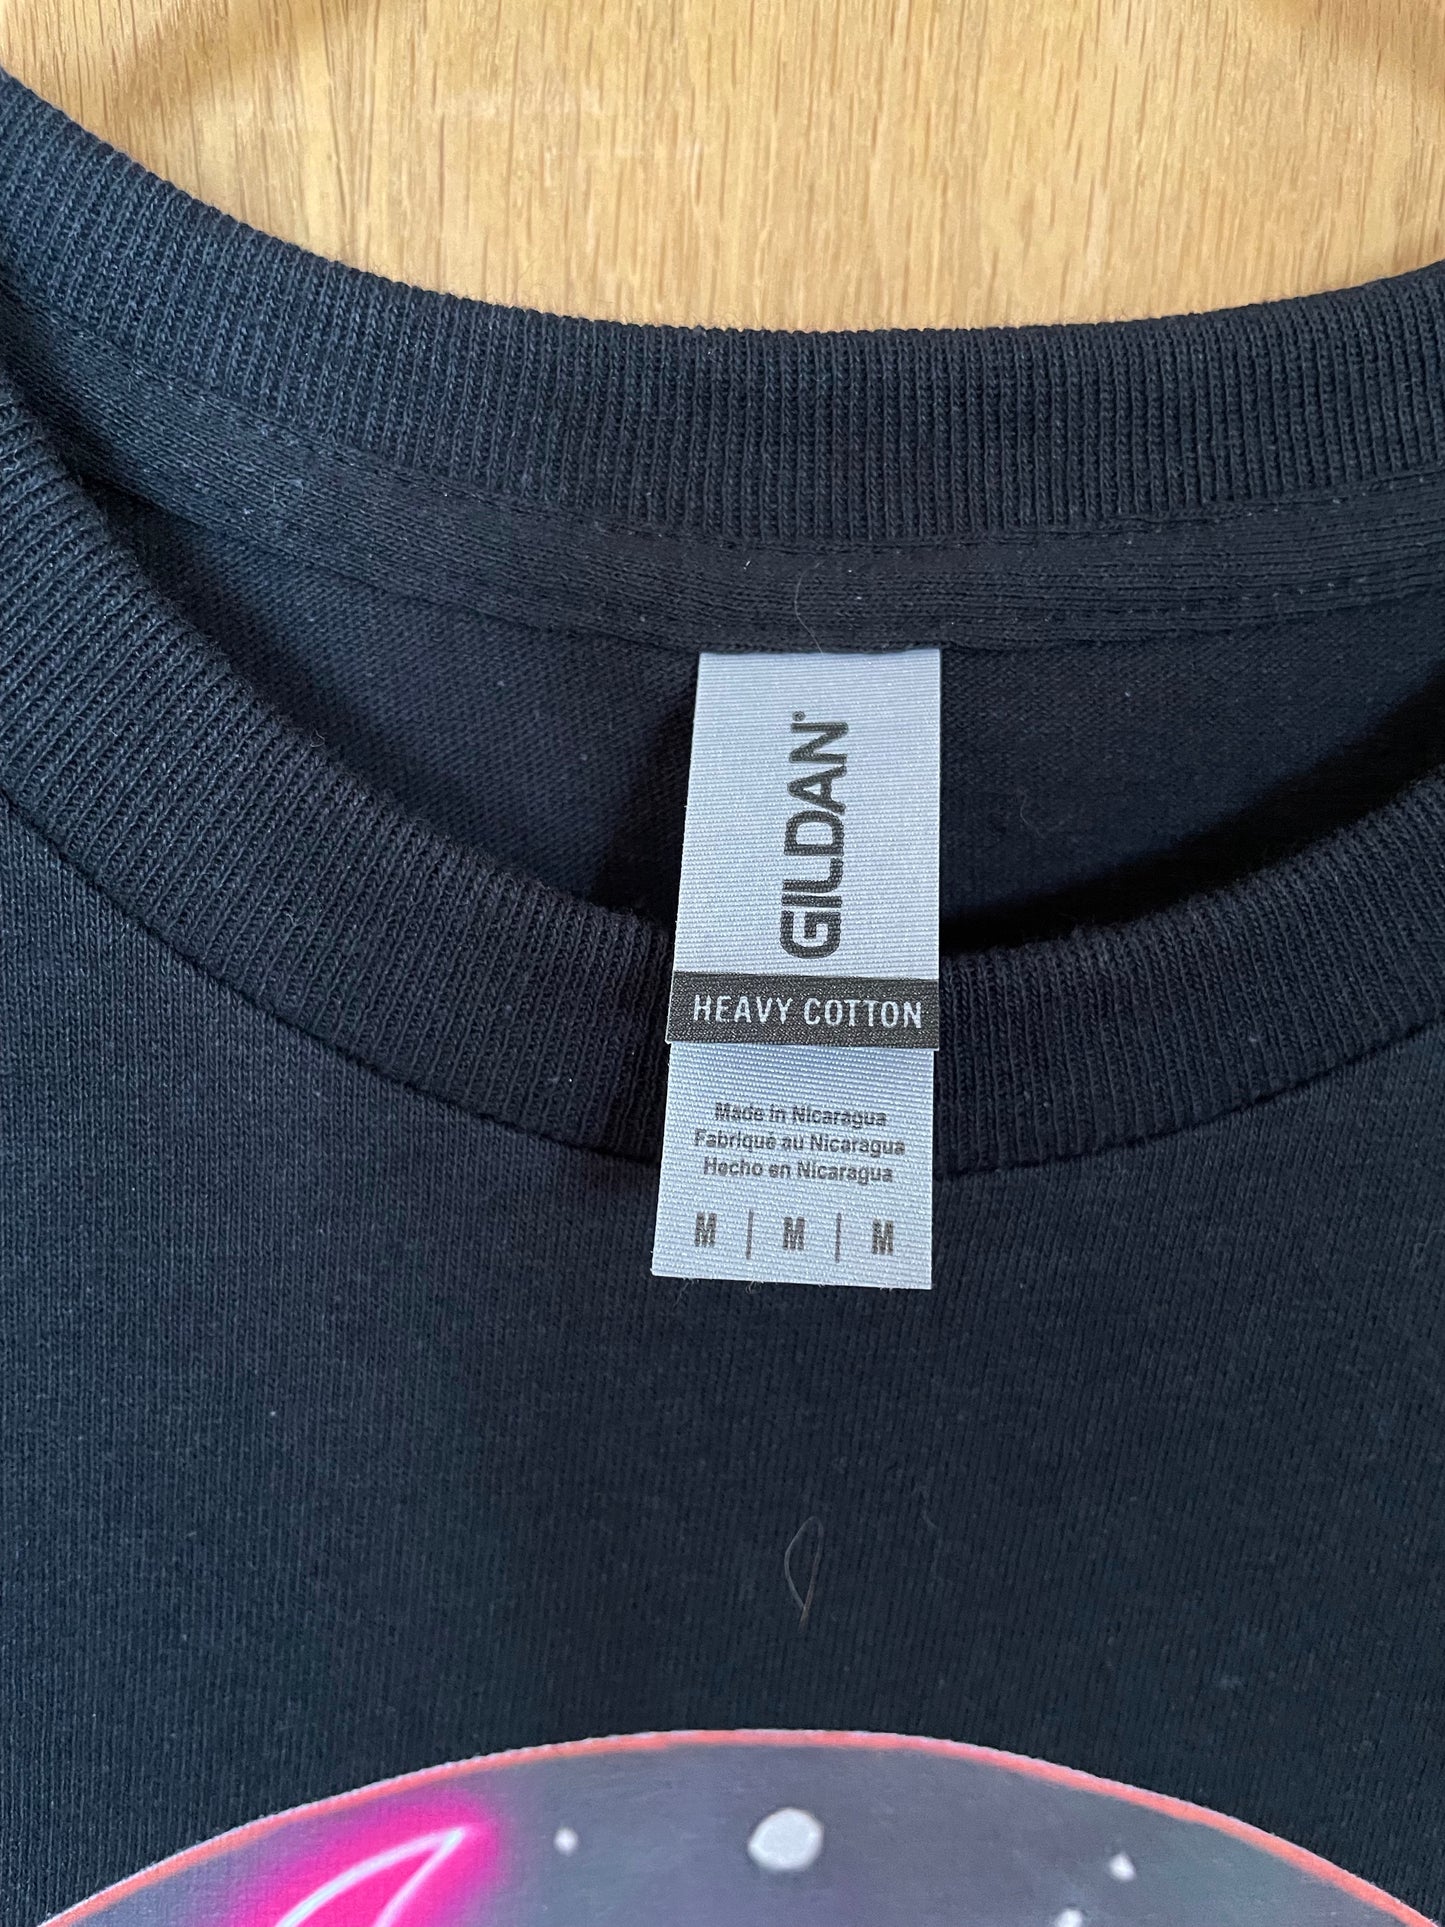 GILDAN®
HEAVY COTTON
Made in Nicaragua
Fabriqué au Nicaragua
Hecho en Nicaragua
M | M | M